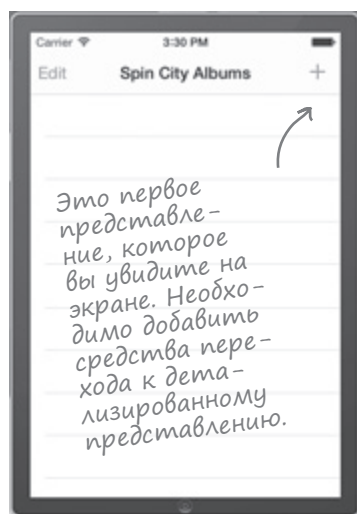 Carrier 3:30 PM
Edit Spin City Albums +
Это первое
представле-
ние, которое
вы увидите на
экране. Необхо-
димо добавить
средства пере-
хода к дета-
лизированному
представлению.